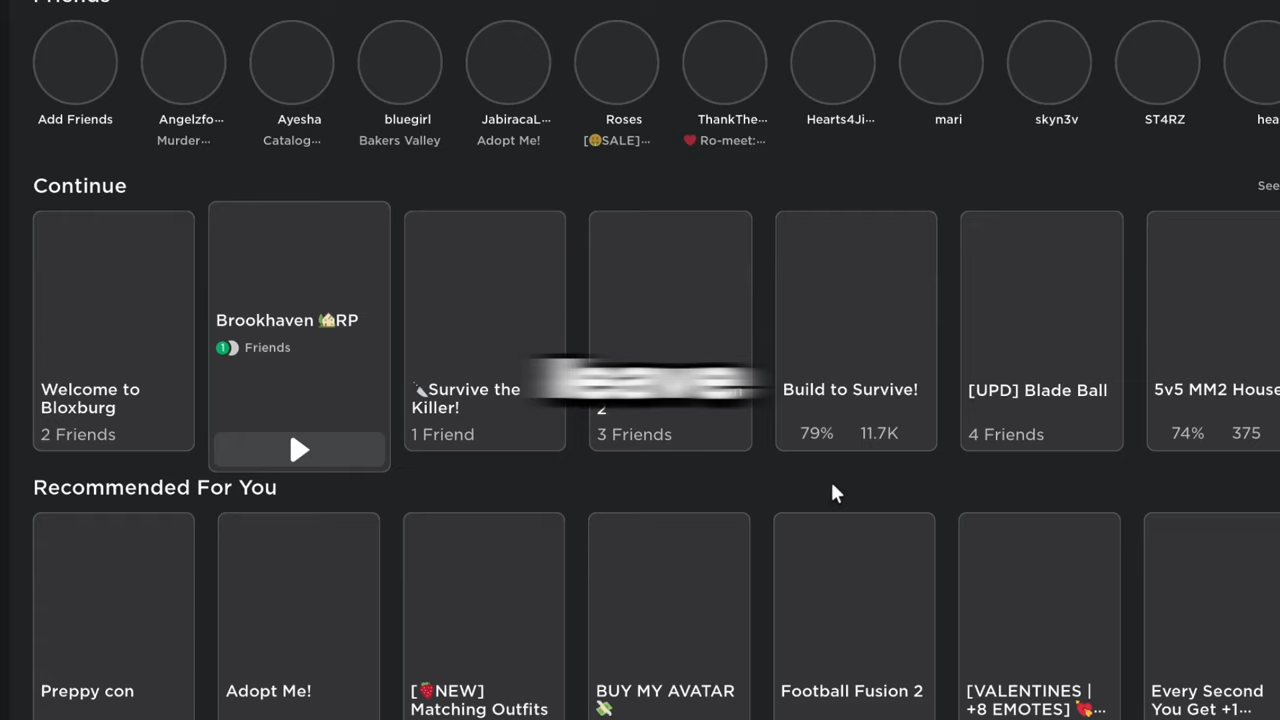 Friends
Add Friends
Angelzfo...
Ayesha
bluegirl
JabiracaL...
Roses
ThankThe...
Hearts4Ji...
mari
skyn3v
ST4RZ
hea
Murder...
Catalog...
Bakers Valley
Adopt Me!
[🪙SALE]...
❤️ Ro-meet:...
Continue
See
Welcome to
Bloxburg
2 Friends
Brookhaven 🏡RP
1 Friends
🔪Survive the
Killer!
1 Friend
2
3 Friends
Build to Survive!
79% 11.7K
[UPD] Blade Ball
4 Friends
5v5 MM2 House
74% 375
Recommended For You
Preppy con
Adopt Me!
[🍓NEW]
Matching Outfits
BUY MY AVATAR
💸
Football Fusion 2
[VALENTINES |
+8 EMOTES] 💘...
Every Second
You Get +1...